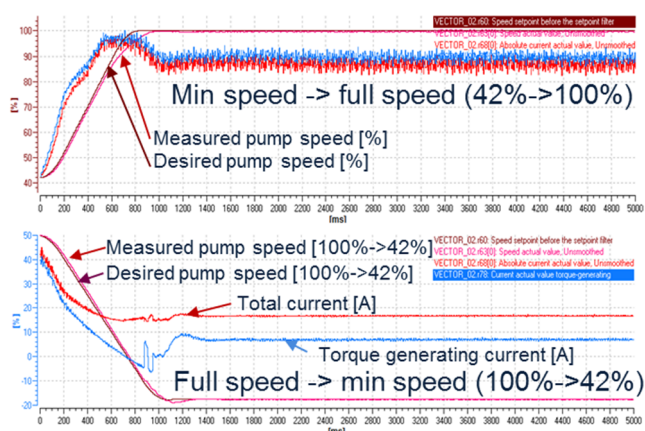 VECTOR_02:r60: Speed setpoint before the setpoint filter
VECTOR_02:r63[0]: Speed actual value, Unsmoothed
VECTOR_02:r68[0]: Absolute current actual value, Unsmoothed
100
90
80
70
60
50
40
[%]
Min speed -> full speed (42%->100%)
Measured pump speed [%]
Desired pump speed [%]
0 200 400 600 800 1000 1200 1400 1600 1800 2000 2200 2400 2600 2800 3000 3200 3400 3600 3800 4000 4200 4400 4600 4800 5000
[ms]
50
40
30
20
10
0
-10
-20
[%]
VECTOR_02:r60: Speed setpoint before the setpoint filter
VECTOR_02:r63[0]: Speed actual value, Unsmoothed
VECTOR_02:r68[0]: Absolute current actual value, Unsmoothed
VECTOR_02:r78: Current actual value torque-generating
Measured pump speed [100%->42%]
Desired pump speed [100%->42%]
Total current [A]
Torque generating current [A]
Full speed -> min speed (100%->42%)
0 200 400 600 800 1000 1200 1400 1600 1800 2000 2200 2400 2600 2800 3000 3200 3400 3600 3800 4000 4200 4400 4600 4800 5000
[ms]